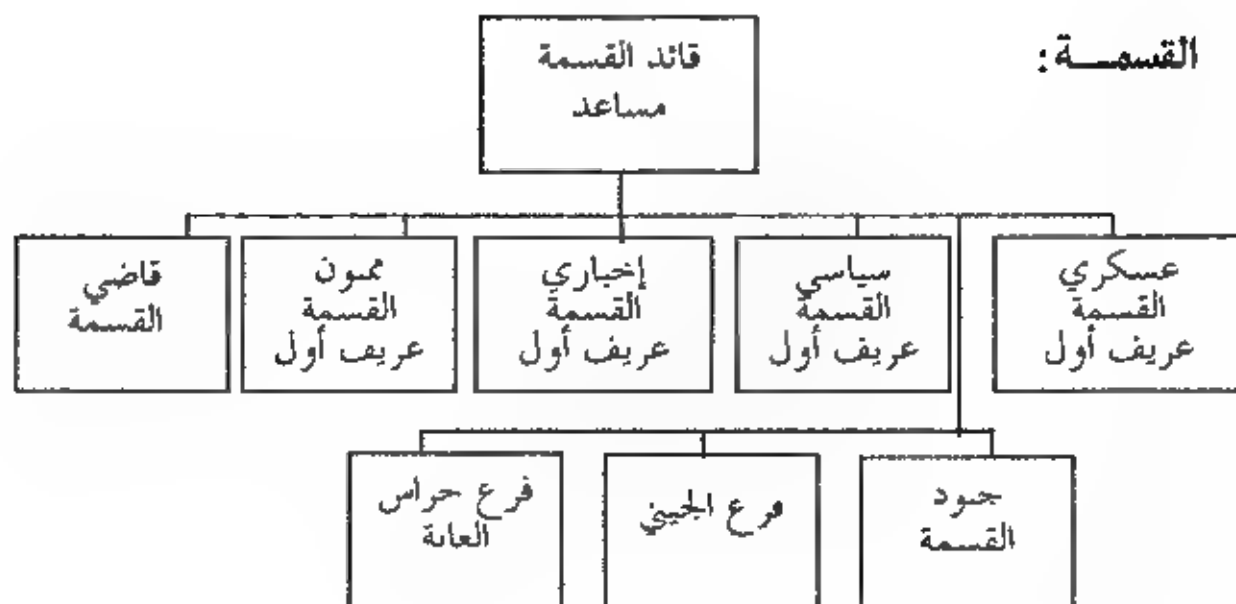 القسمـــة:
قائد القسمة
مساعد
عسكري
القسمة
عريف أول
سياسي
القسمة
عريف أول
إخباري
القسمة
عريف أول
ممون
القسمة
عريف أول
قاضي
القسمة
جنود
القسمة
فرع الجيني
فرع حراس
الغابة